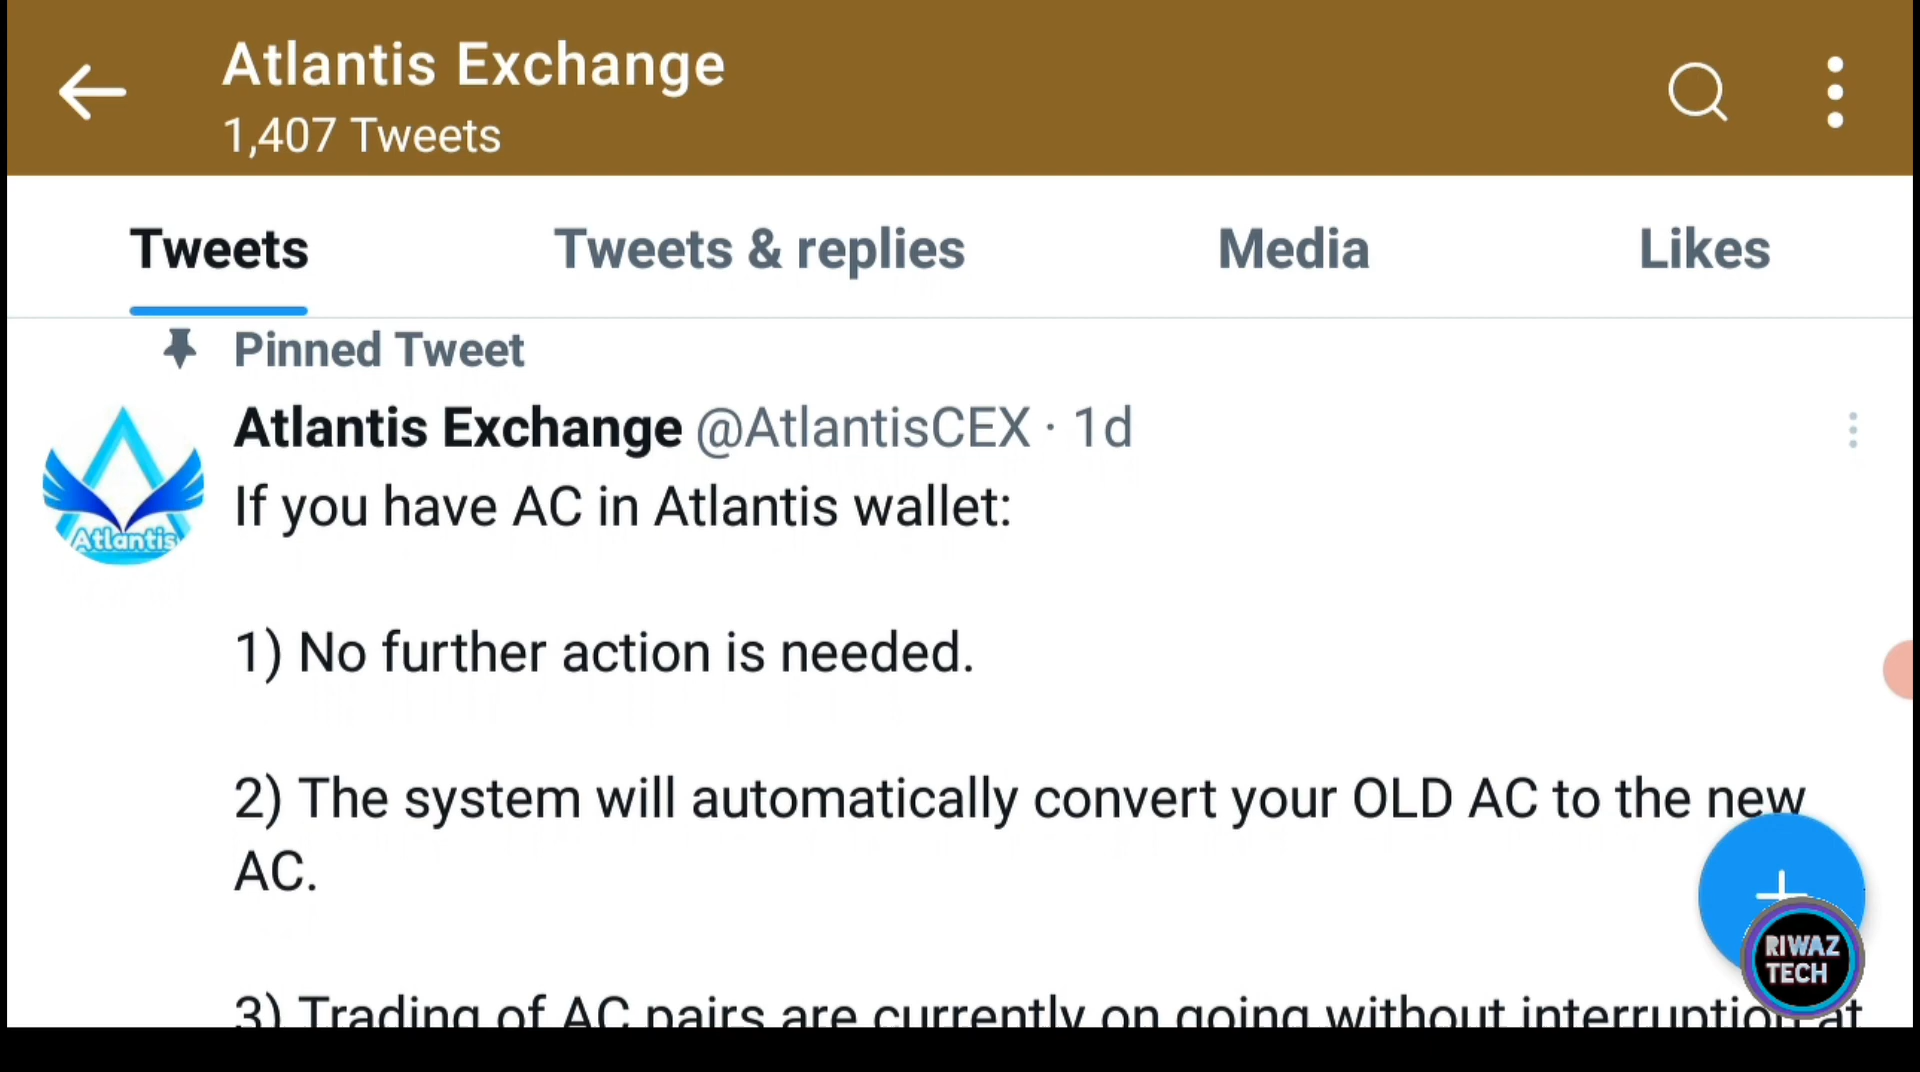 Atlantis Exchange
1,407 Tweets
Tweets Tweets & replies Media Likes
Pinned Tweet
Atlantis Exchange @AtlantisCEX · 1d
Atlantis
If you have AC in Atlantis wallet:
1) No further action is needed.
2) The system will automatically convert your OLD AC to the new
AC.
3) Trading of AC pairs are currently on going without interruption at
RIWAZ
TECH